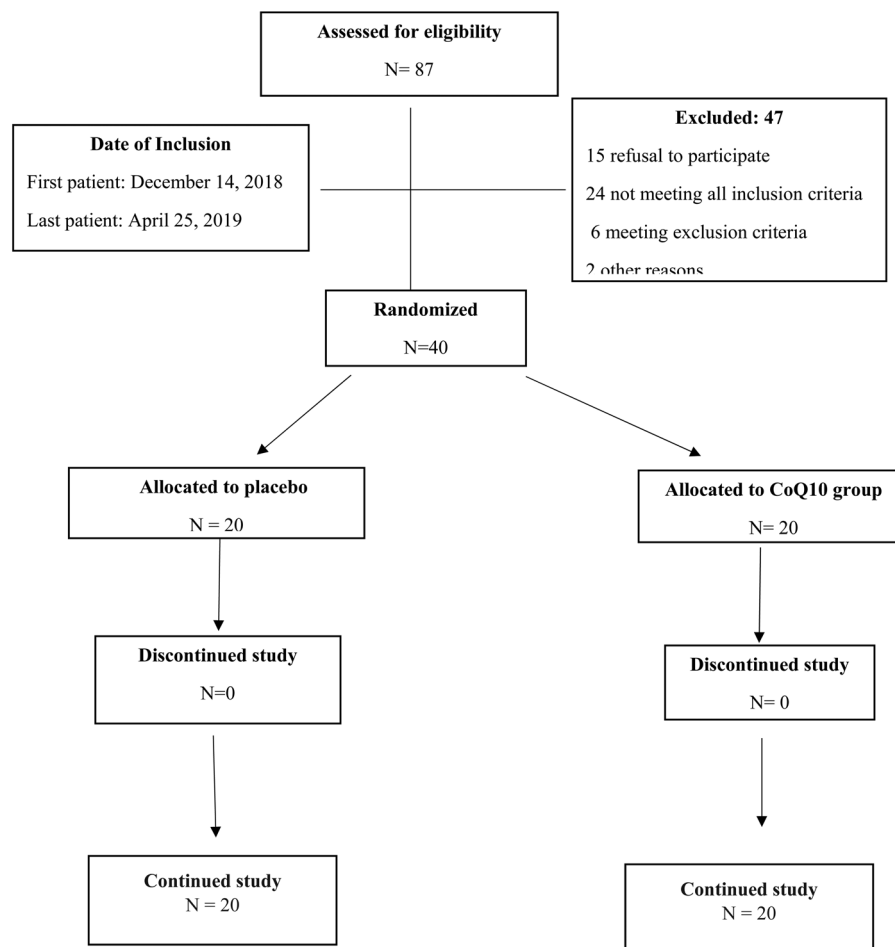 Assessed for eligibility
N= 87
Date of Inclusion
First patient: December 14, 2018
Last patient: April 25, 2019
Excluded: 47
15 refusal to participate
24 not meeting all inclusion criteria
6 meeting exclusion criteria
2 other reasons
Randomized
N=40
Allocated to placebo
N = 20
Allocated to CoQ10 group
N= 20
Discontinued study
N=0
Discontinued study
N= 0
Continued study
N = 20
Continued study
N = 20